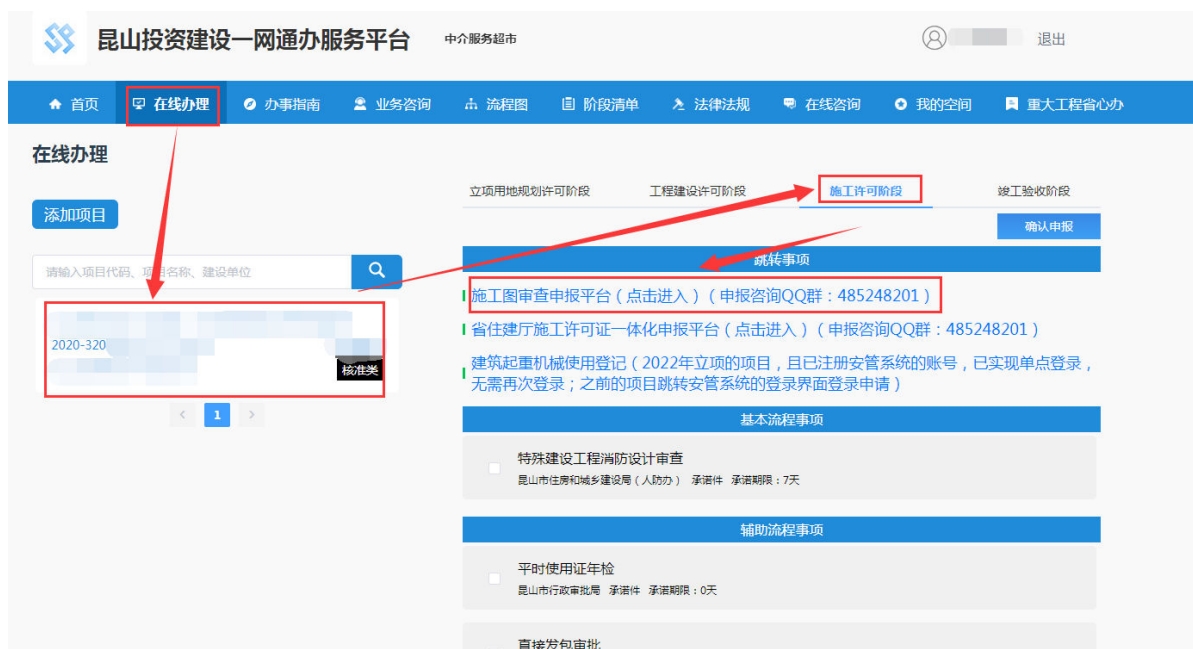 昆山投资建设一网通办服务平台
中介服务超市
退出
首页
在线办理
办事指南
业务咨询
流程图
阶段清单
法律法规
在线咨询
我的空间
重大工程省心办
在线办理
添加项目
请输入项目代码、项目名称、建设单位
2020-320
核准类
1
立项用地规划许可阶段
工程建设许可阶段
施工许可阶段
竣工验收阶段
确认申报
跳转事项
施工图审查申报平台（点击进入）（申报咨询QQ群：485248201）
省住建厅施工许可证一体化申报平台（点击进入）（申报咨询QQ群：485248201）
建筑起重机械使用登记（2022年立项的项目，且已注册安管系统的账号，已实现单点登录，
无需再次登录；之前的项目跳转安管系统的登录界面登录申请）
基本流程事项
特殊建设工程消防设计审查
昆山市住房和城乡建设局（人防办） 承诺件 承诺期限：7天
辅助流程事项
平时使用证年检
昆山市行政审批局 承诺件 承诺期限：0天
直接发包审批